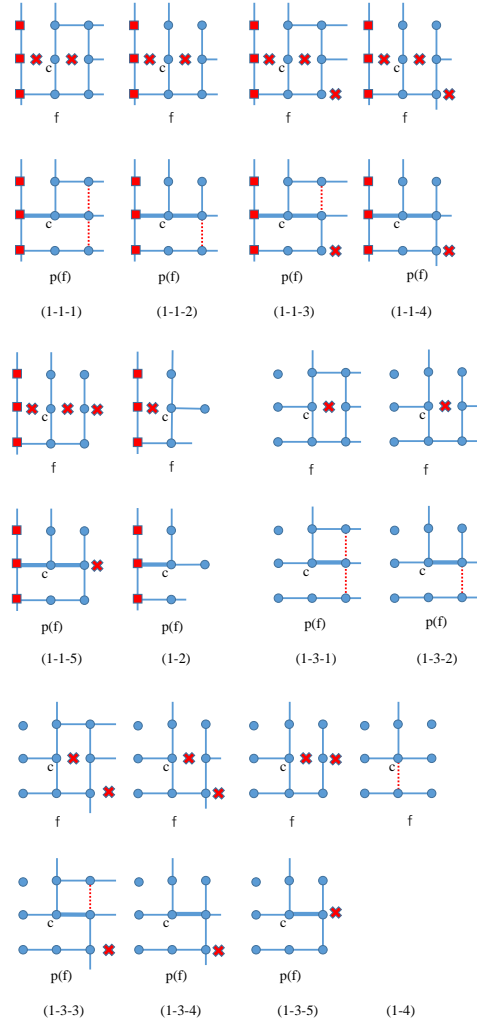 c c c c
f f f f
c c c c
p(f) p(f) p(f) p(f)
(1-1-1) (1-1-2) (1-1-3) (1-1-4)
c c c c
f f f f
c c c c
p(f) p(f) p(f) p(f)
(1-1-5) (1-2) (1-3-1) (1-3-2)
c c c c
f f f f
c c c
p(f) p(f) p(f)
(1-3-3) (1-3-4) (1-3-5) (1-4)